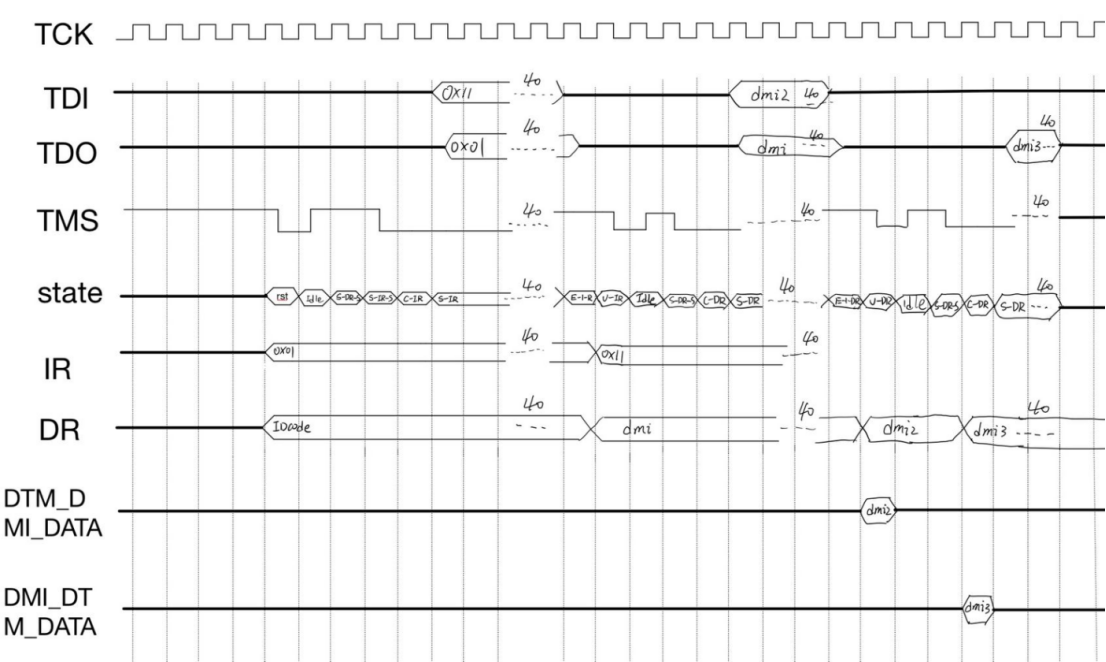 TCK
TDI 0x11 40 dmi2 40
TDO 0x01 40 dmi 40 dmi3 40
TMS 40 40 40
state rst Idle S-DR-S S-IR-S C-IR S-IR 40 E-I-R U-IR Idle S-DR-S C-DR S-DR 40 E-I-DR U-DR Idle S-DR-S C-DR S-DR 40
IR 0x01 40 0x11 40
DR IDcode 40 dmi 40 dmi2 dmi3 40
DTM_D
MI_DATA dmi2
DMI_DT
M_DATA dmi3